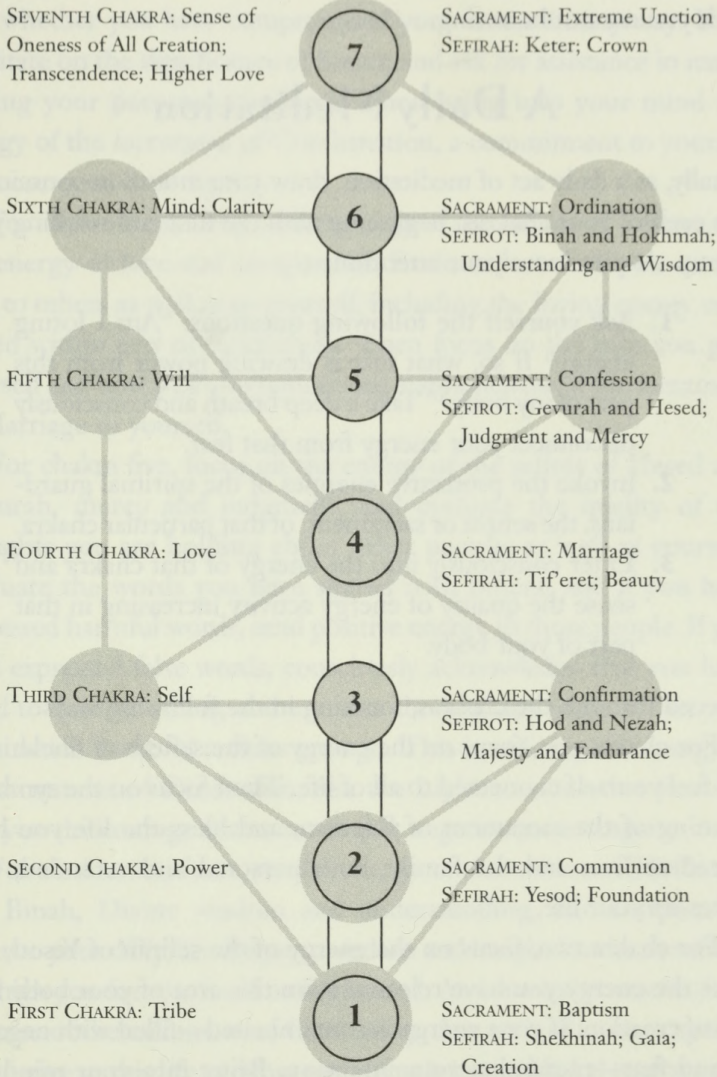 SEVENTH CHAKRA: Sense of
Oneness of All Creation;
Transcendence; Higher Love
7
SACRAMENT: Extreme Unction
SEFIRAH: Keter; Crown
SIXTH CHAKRA: Mind; Clarity
6
SACRAMENT: Ordination
SEFIROT: Binah and Hokhmah;
Understanding and Wisdom
FIFTH CHAKRA: Will
5
SACRAMENT: Confession
SEFIROT: Gevurah and Hesed;
Judgment and Mercy
FOURTH CHAKRA: Love
4
SACRAMENT: Marriage
SEFIRAH: Tif'eret; Beauty
THIRD CHAKRA: Self
3
SACRAMENT: Confirmation
SEFIROT: Hod and Nezah;
Majesty and Endurance
SECOND CHAKRA: Power
2
SACRAMENT: Communion
SEFIRAH: Yesod; Foundation
FIRST CHAKRA: Tribe
1
SACRAMENT: Baptism
SEFIRAH: Shekhinah; Gaia;
Creation